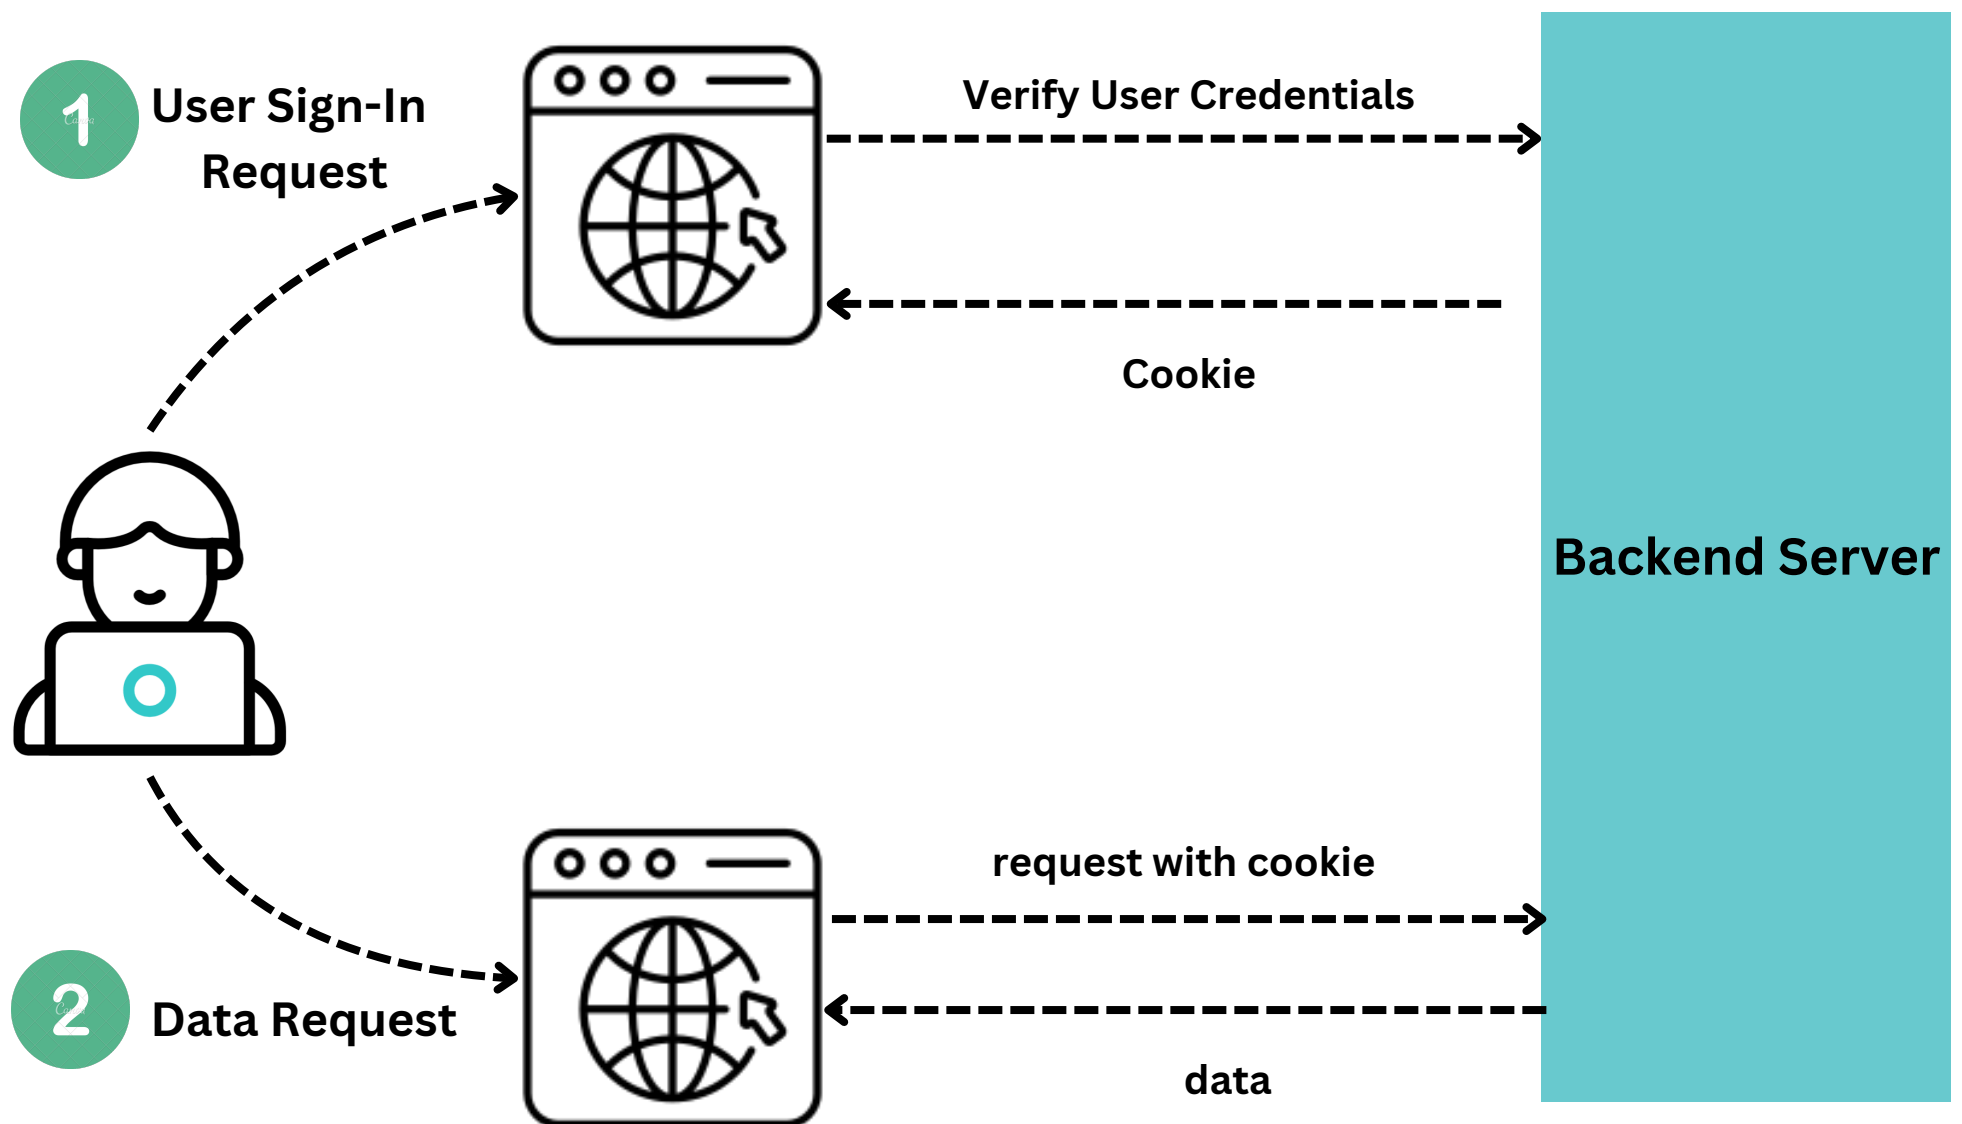 1
User Sign-In
Request
Verify User Credentials
Cookie
Backend Server
request with cookie
2
Data Request
data